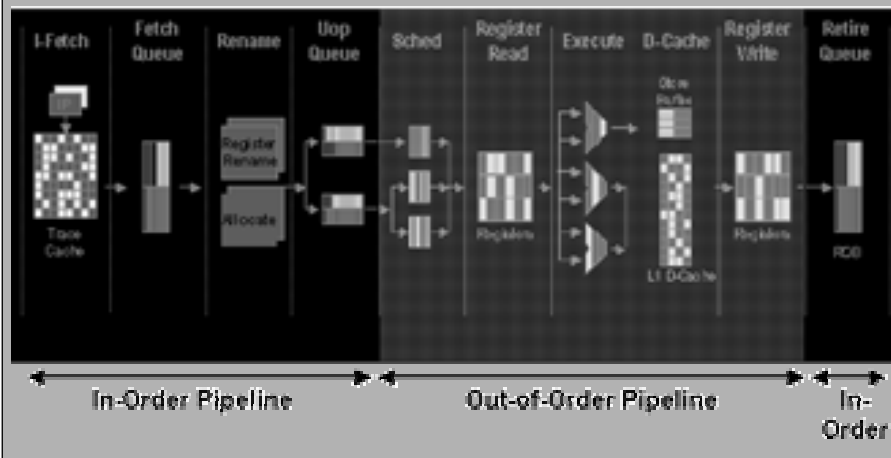 I-Fetch
Fetch
Queue
Rename
Uop
Queue
Sched
Register
Read
Execute
D-Cache
Register
Write
Retire
Queue
IP
Register
Rename
Allocate
Trace
Cache
Registers
Store
Buffer
L1 D-Cache
Registers
ROB
In-Order Pipeline
Out-of-Order Pipeline
In-
Order